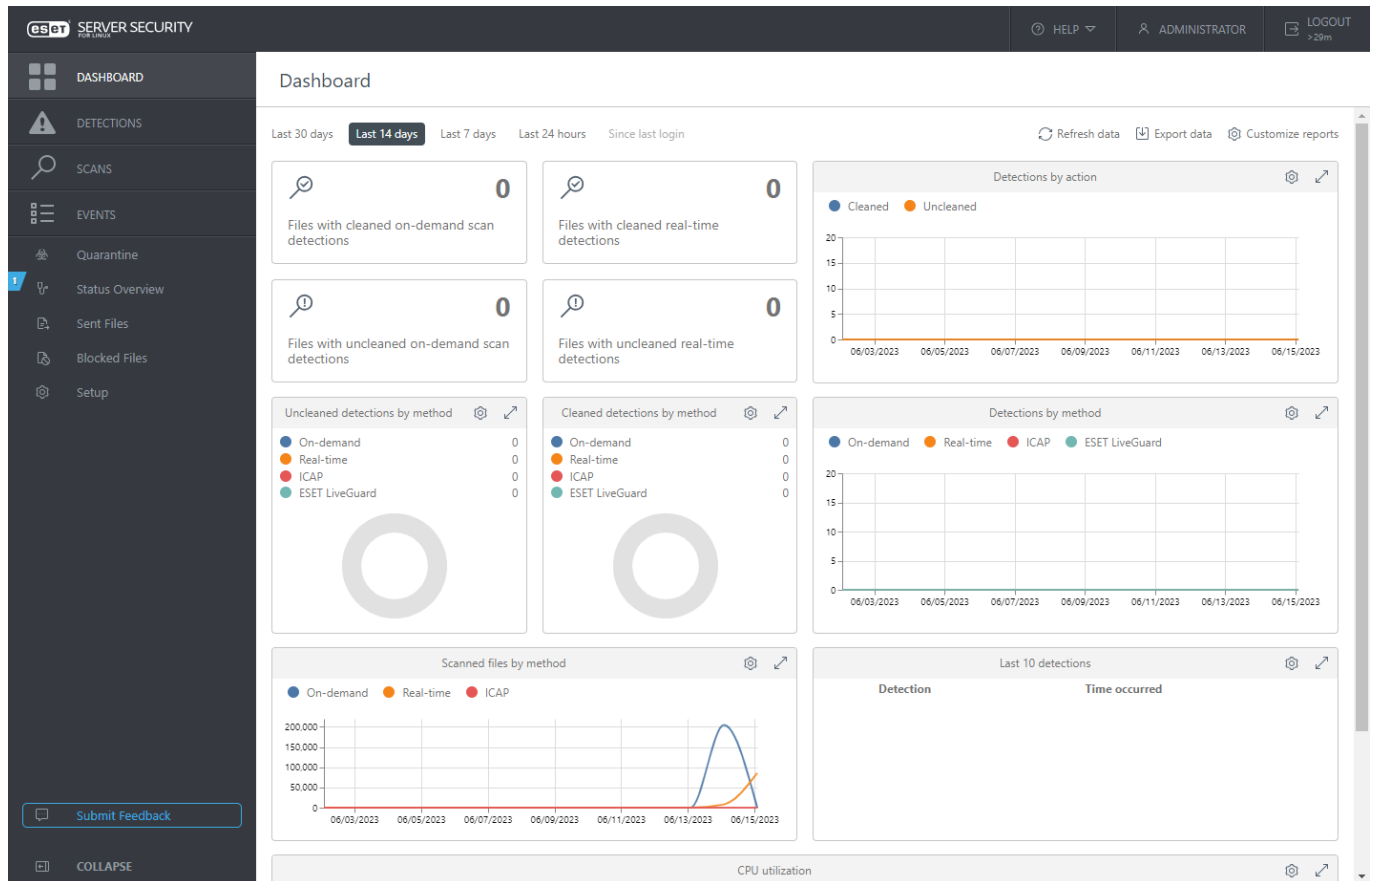 eset SERVER SECURITY
FOR LINUX
HELP
ADMINISTRATOR
LOGOUT
>29m
DASHBOARD
DETECTIONS
SCANS
EVENTS
Quarantine
1
Status Overview
Sent Files
Blocked Files
Setup
Submit Feedback
COLLAPSE
Dashboard
Last 30 days Last 14 days Last 7 days Last 24 hours Since last login
Refresh data Export data Customize reports
0
Files with cleaned on-demand scan
detections
0
Files with cleaned real-time
detections
0
Files with uncleaned on-demand scan
detections
0
Files with uncleaned real-time
detections
Detections by action
Cleaned Uncleaned
20
15
10
5
0
06/03/2023 06/05/2023 06/07/2023 06/09/2023 06/11/2023 06/13/2023 06/15/2023
Uncleaned detections by method
On-demand 0
Real-time 0
ICAP 0
ESET LiveGuard 0
Cleaned detections by method
On-demand 0
Real-time 0
ICAP 0
ESET LiveGuard 0
Detections by method
On-demand Real-time ICAP ESET LiveGuard
20
15
10
5
0
06/03/2023 06/05/2023 06/07/2023 06/09/2023 06/11/2023 06/13/2023 06/15/2023
Scanned files by method
On-demand Real-time ICAP
200,000
150,000
100,000
50,000
0
06/03/2023 06/05/2023 06/07/2023 06/09/2023 06/11/2023 06/13/2023 06/15/2023
Last 10 detections
Detection Time occurred
CPU utilization